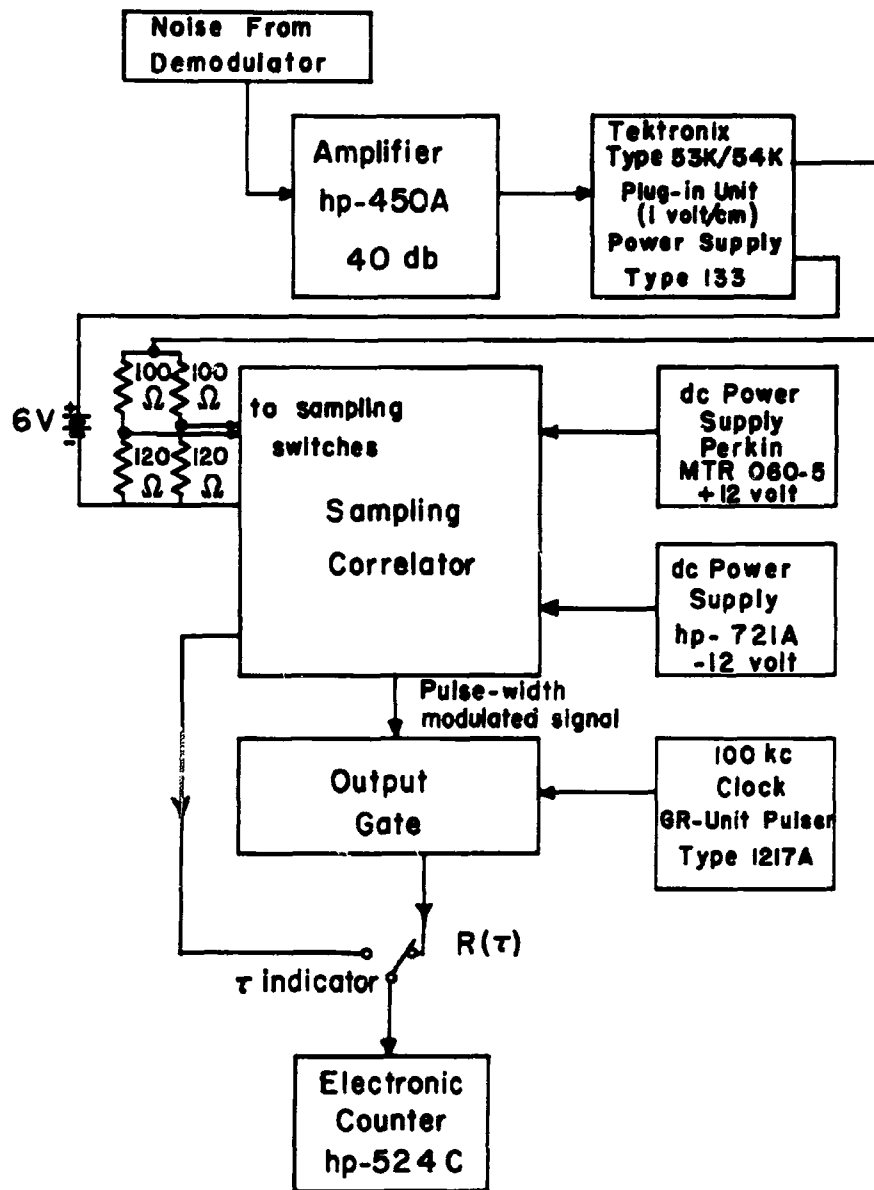 Noise From
Demodulator
Amplifier
hp-450A
40 db
Tektronix
Type 53K/54K
Plug-in Unit
(1 volt/cm)
Power Supply
Type 133
6V
+
-
100
Ω
100
Ω
120
Ω
120
Ω
to sampling
switches
Sampling
Correlator
dc Power
Supply
Perkin
MTR 060-5
+12 volt
dc Power
Supply
hp-721A
-12 volt
Pulse-width
modulated signal
Output
Gate
100 kc
Clock
GR-Unit Pulser
Type 1217A
R(τ)
τ indicator
Electronic
Counter
hp-524C